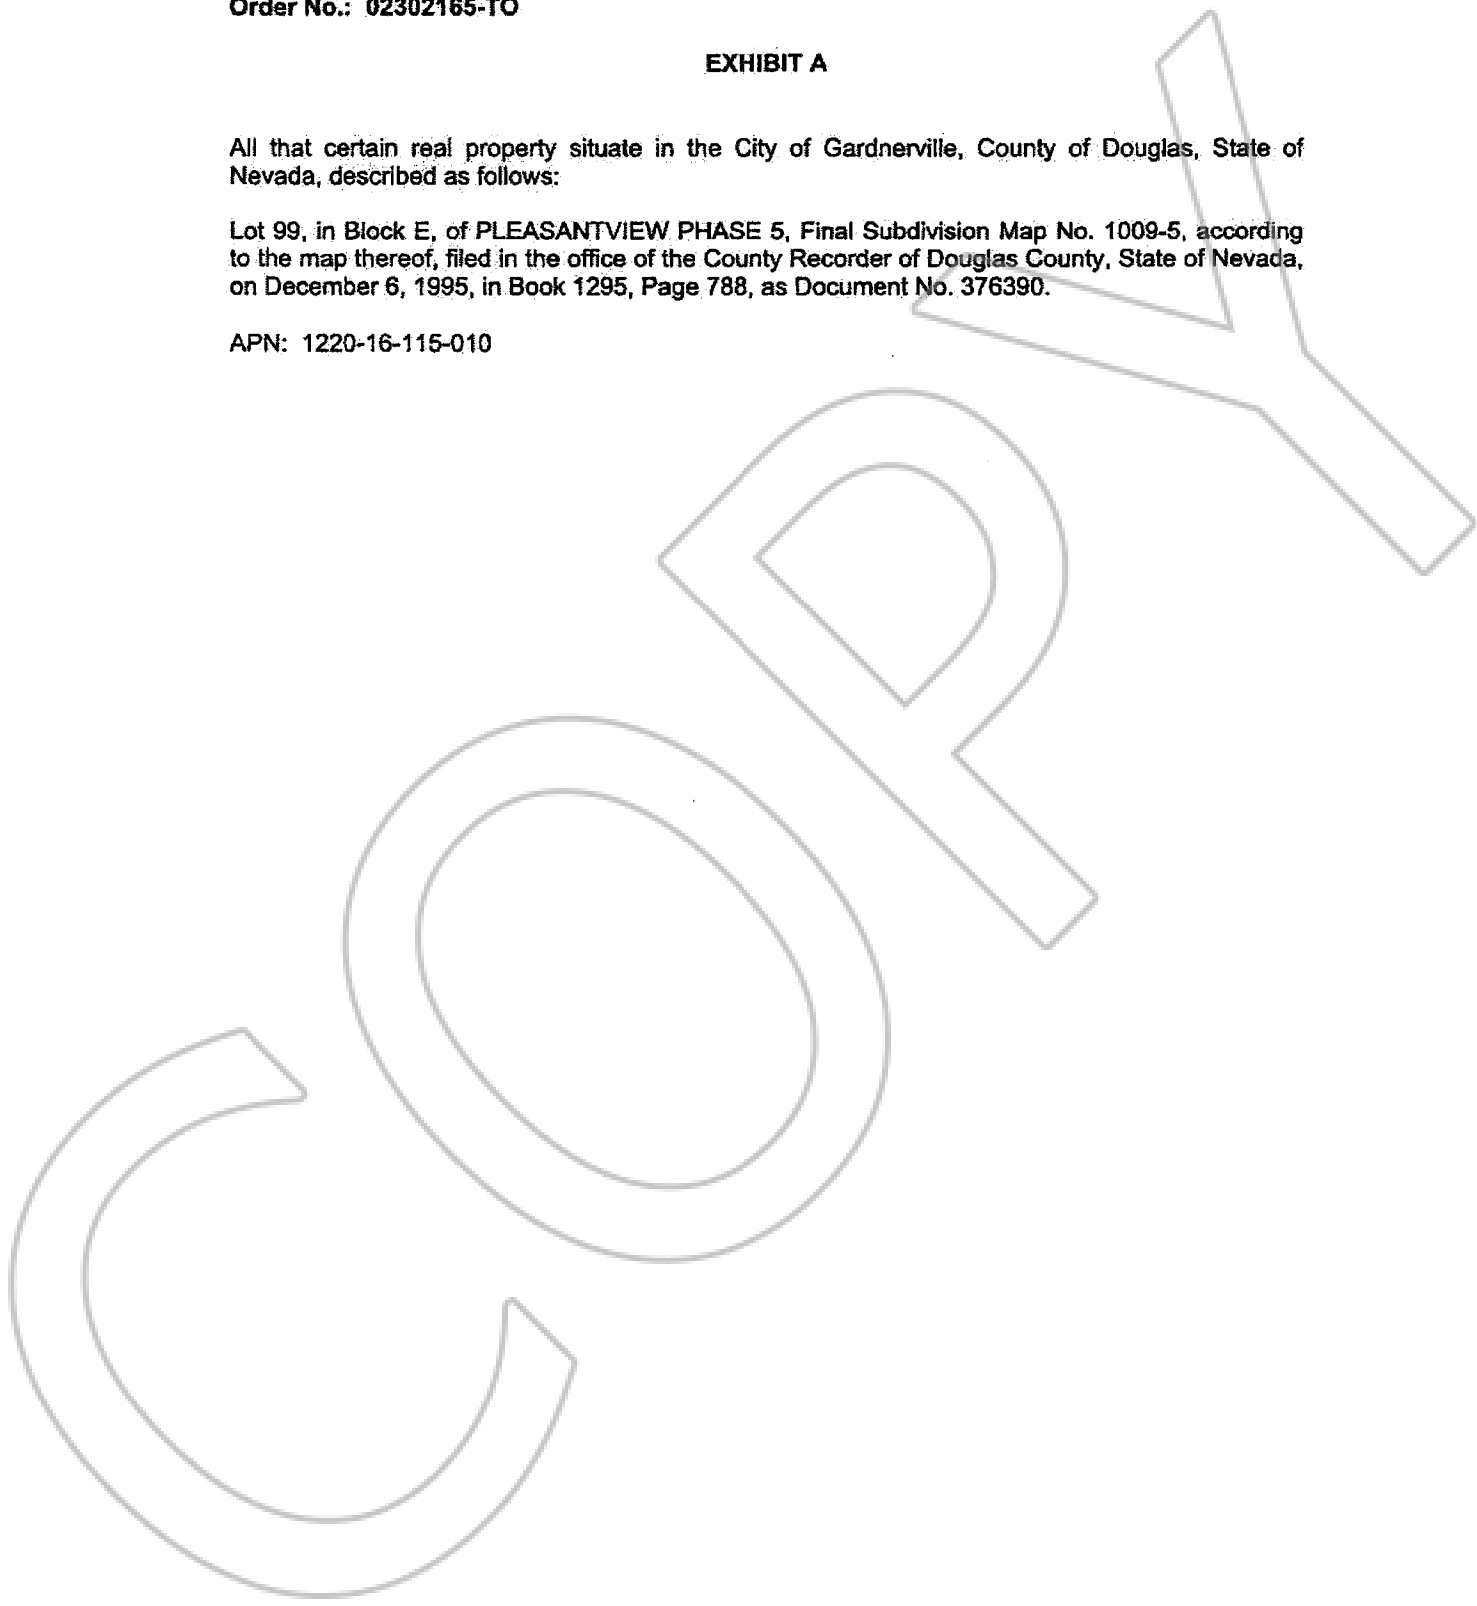 Order No.: 02302165-TO
EXHIBIT A
All that certain real property situate in the City of Gardnerville, County of Douglas, State of
Nevada, described as follows:
Lot 99, in Block E, of PLEASANTVIEW PHASE 5, Final Subdivision Map No. 1009-5, according
to the map thereof, filed in the office of the County Recorder of Douglas County, State of Nevada,
on December 6, 1995, in Book 1295, Page 788, as Document No. 376390.
APN: 1220-16-115-010
COPY